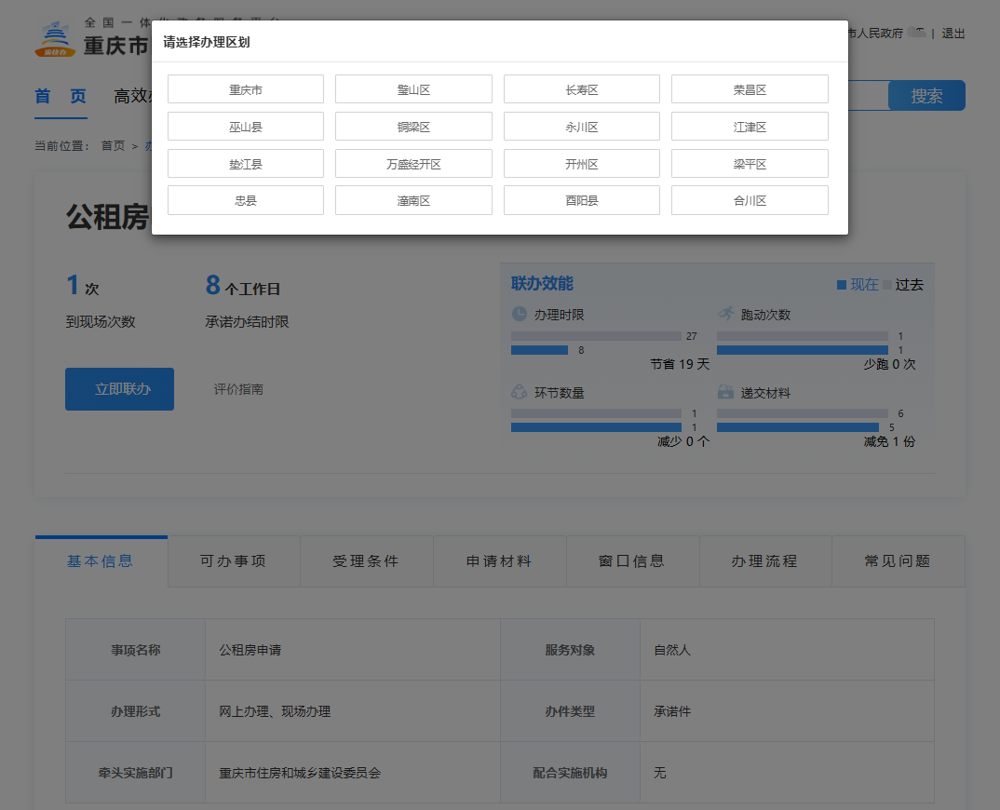 全国一体化政务服务平台
重庆市
市人民政府 | 退出
请选择办理区划
重庆市 璧山区 长寿区 荣昌区
巫山县 铜梁区 永川区 江津区
垫江县 万盛经开区 开州区 梁平区
忠县 潼南区 酉阳县 合川区
首 页 高效办 搜索
当前位置： 首页 > 办
公租房
1 次 8 个工作日
到现场次数 承诺办结时限
立即联办 评价指南
联办效能 现在 过去
办理时限 跑动次数
27 1
8 1
节省 19 天 少跑 0 次
环节数量 递交材料
1 6
1 5
减少 0 个 减免 1 份
基本信息 可办事项 受理条件 申请材料 窗口信息 办理流程 常见问题
事项名称 公租房申请 服务对象 自然人
办理形式 网上办理、现场办理 办件类型 承诺件
牵头实施部门 重庆市住房和城乡建设委员会 配合实施机构 无